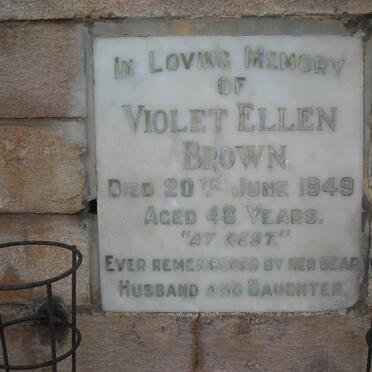 In Loving Memory
of
Violet Ellen
Brown
Died 20th June 1949
Aged 48 Years.
"At Rest."
Ever remembered by her dear
Husband and Daughter.